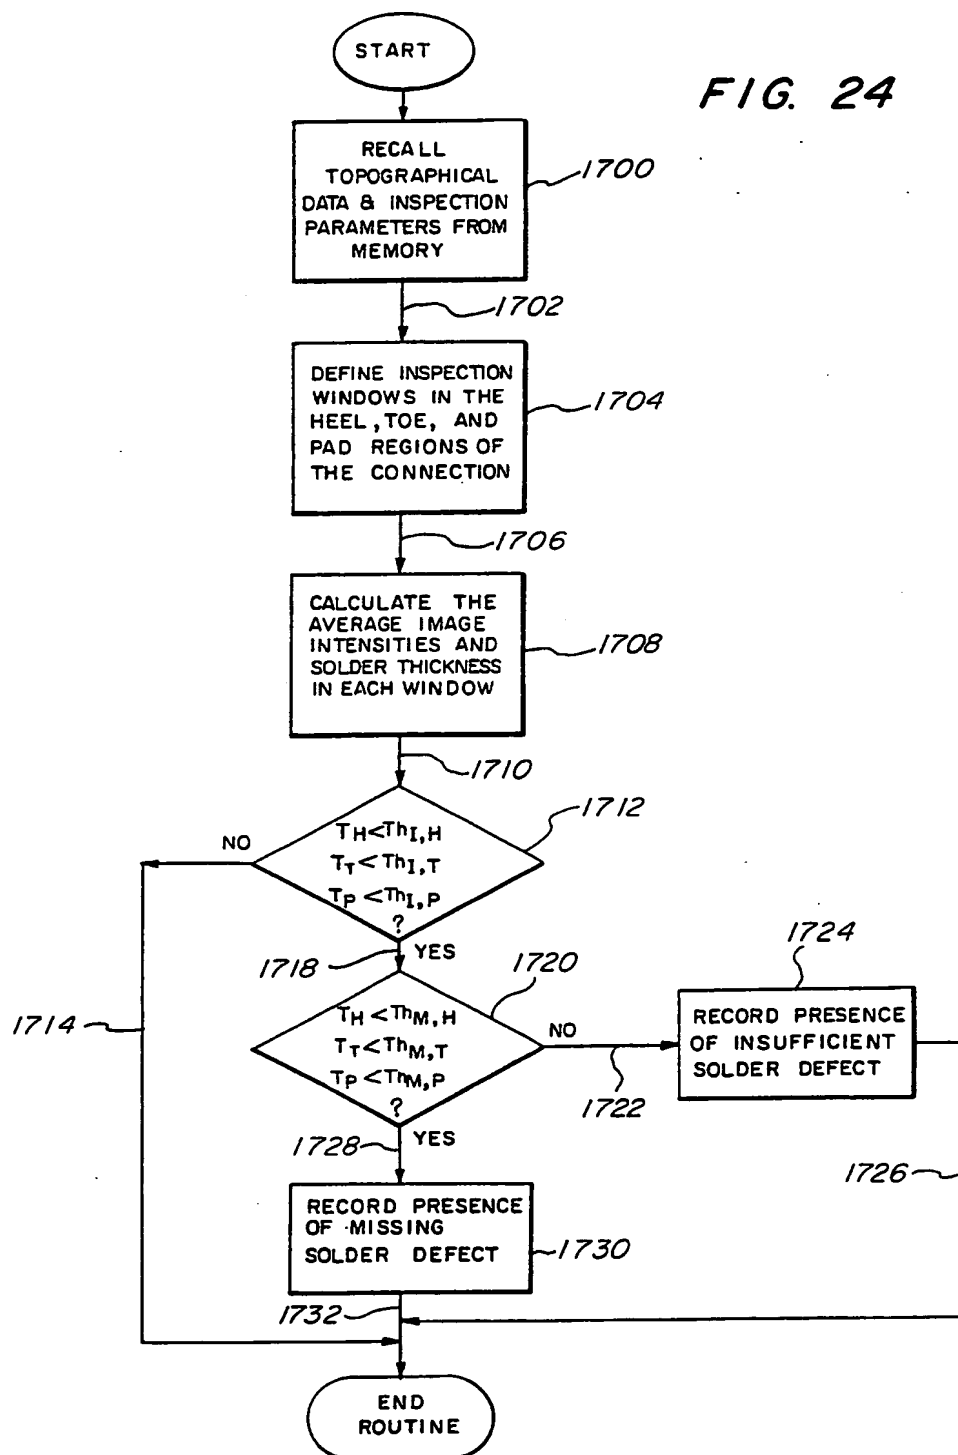 START
FIG. 24
RECALL
TOPOGRAPHICAL
DATA & INSPECTION
PARAMETERS FROM
MEMORY
1700
1702
DEFINE INSPECTION
WINDOWS IN THE
HEEL, TOE, AND
PAD REGIONS OF
THE CONNECTION
1704
1706
CALCULATE THE
AVERAGE IMAGE
INTENSITIES AND
SOLDER THICKNESS
IN EACH WINDOW
1708
1710
1712
NO
TH<ThI,H
TT<ThI,T
TP<ThI,P
?
1714
1718
YES
1720
TH<ThM,H
TT<ThM,T
TP<ThM,P
?
NO
1722
1724
RECORD PRESENCE
OF INSUFFICIENT
SOLDER DEFECT
1726
1728
YES
RECORD PRESENCE
OF MISSING
SOLDER DEFECT
1730
1732
END
ROUTINE